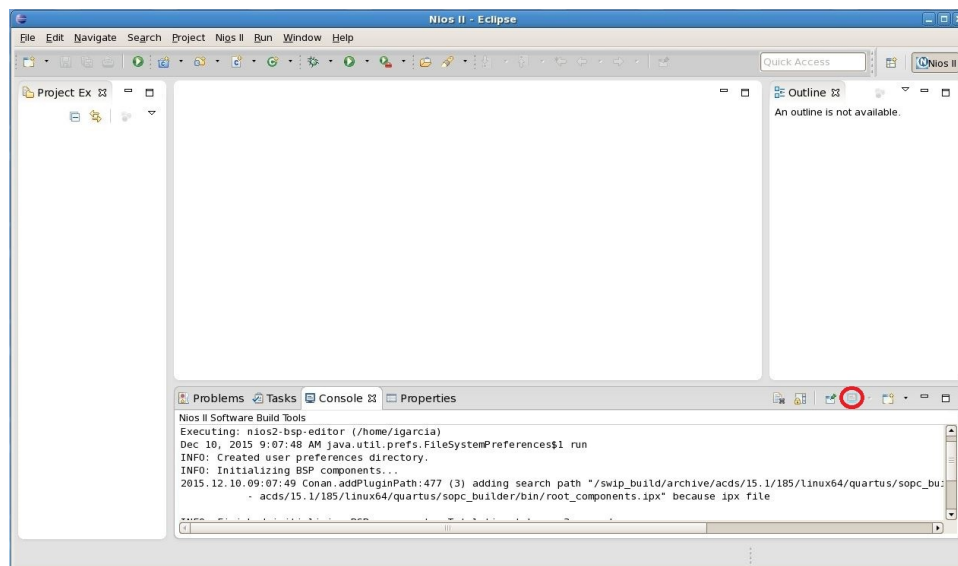 Nios II - Eclipse
File Edit Navigate Search Project Nios II Run Window Help
Quick Access
Nios II
Project Ex
Outline
An outline is not available.
Problems Tasks Console Properties
Nios II Software Build Tools
Executing: nios2-bsp-editor (/home/igarcia)
Dec 10, 2015 9:07:48 AM java.util.prefs.FileSystemPreferences$1 run
INFO: Created user preferences directory.
INFO: Initializing BSP components...
2015.12.10.09:07:49 Conan.addPluginPath:477 (3) adding search path "/swip_build/archive/acds/15.1/185/linux64/quartus/sopc_bui
- acds/15.1/185/linux64/quartus/sopc_builder/bin/root_components.ipx" because ipx file